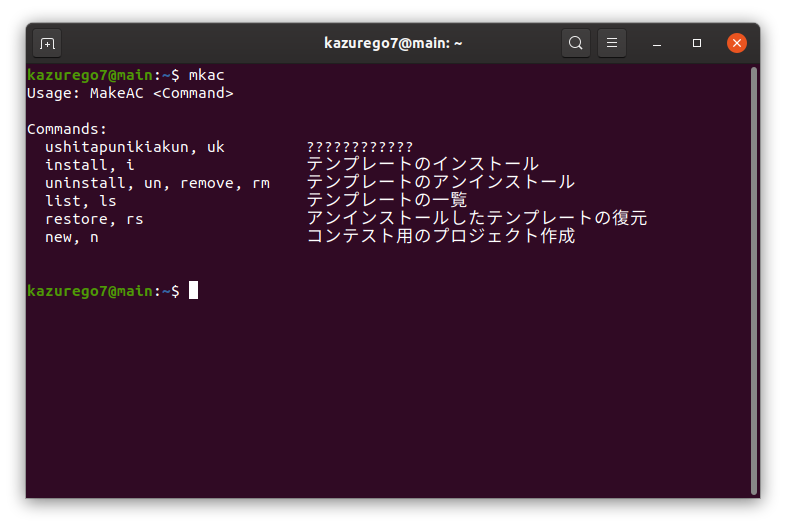 kazurego7@main: ~
kazurego7@main:~$ mkac
Usage: MakeAC <Command>
Commands:
ushitapunikiakun, uk ????????????
install, i テンプレートのインストール
uninstall, un, remove, rm テンプレートのアンインストール
list, ls テンプレートの一覧
restore, rs アンインストールしたテンプレートの復元
new, n コンテスト用のプロジェクト作成
kazurego7@main:~$